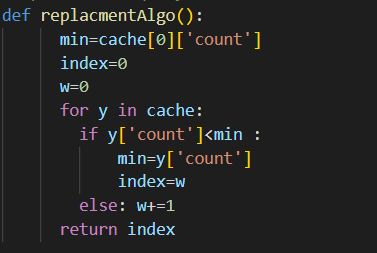 def replacmentAlgo():
min=cache[0]['count']
index=0
w=0
for y in cache:
if y['count']<min :
min=y['count']
index=w
else: w+=1
return index